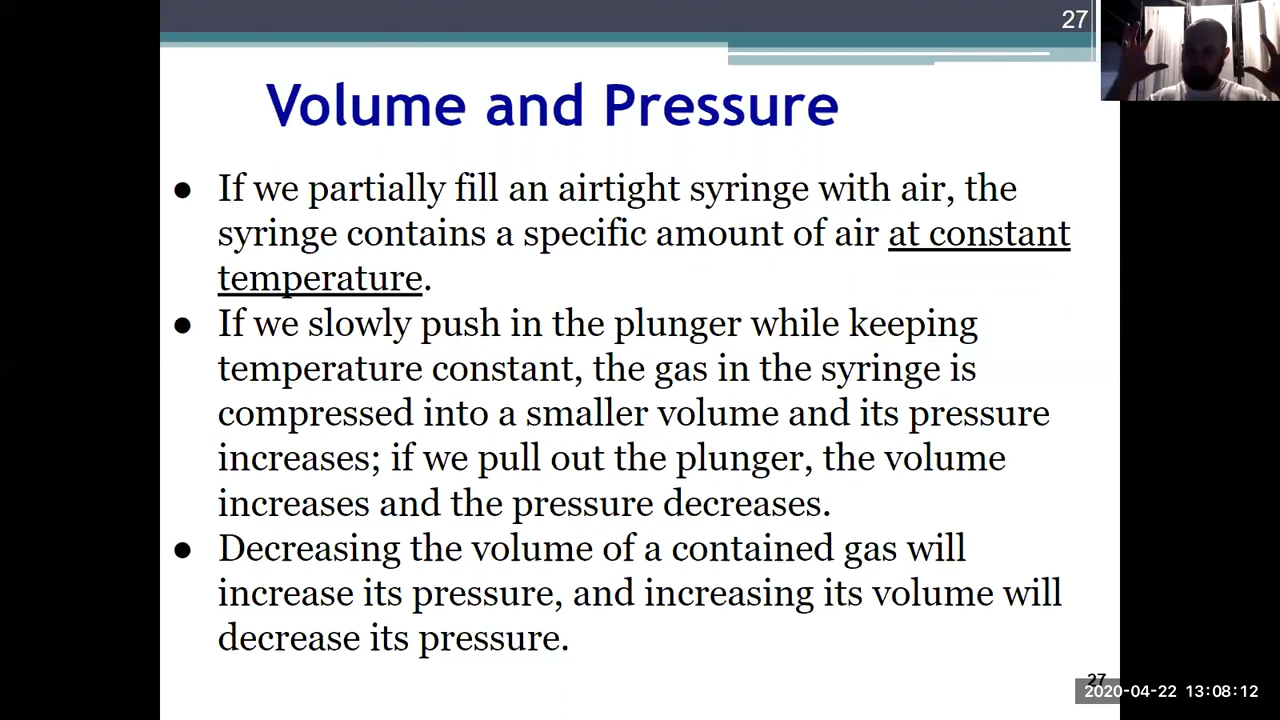 27
Volume and Pressure
● If we partially fill an airtight syringe with air, the
syringe contains a specific amount of air at constant
temperature.
● If we slowly push in the plunger while keeping
temperature constant, the gas in the syringe is
compressed into a smaller volume and its pressure
increases; if we pull out the plunger, the volume
increases and the pressure decreases.
● Decreasing the volume of a contained gas will
increase its pressure, and increasing its volume will
decrease its pressure.
27
2020-04-22 13:08:12